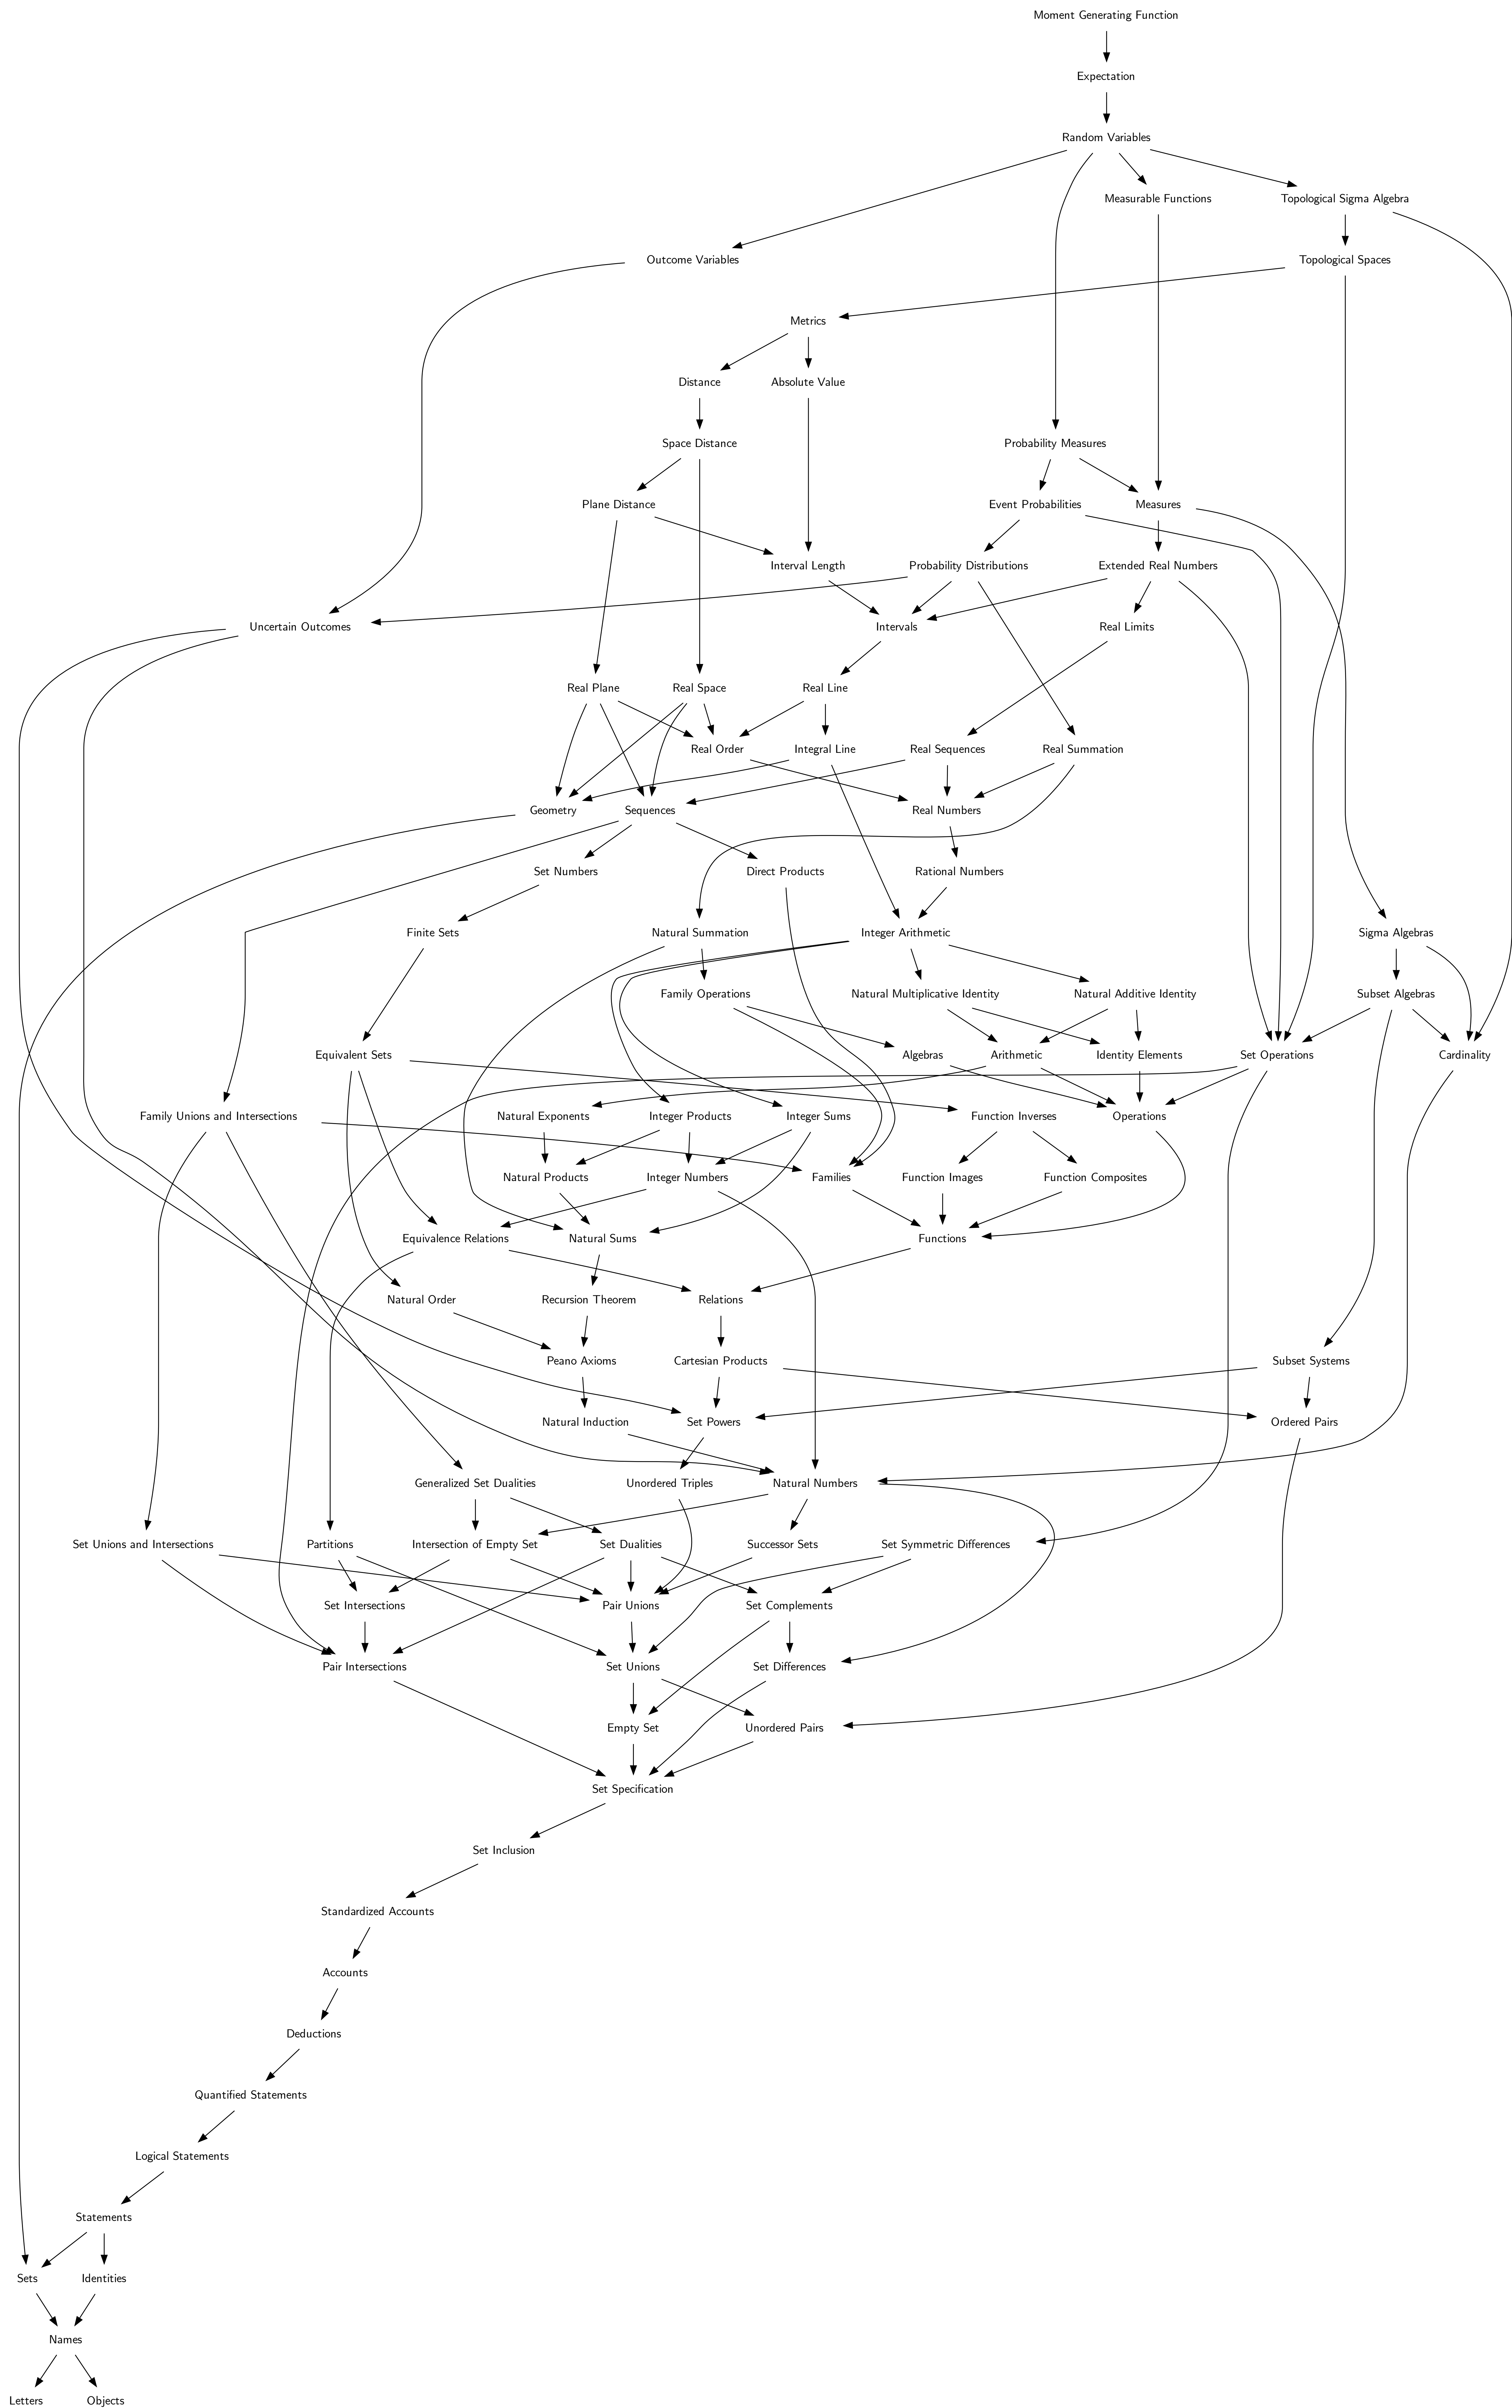 Moment Generating Function
Expectation
Random Variables
Measurable Functions
Topological Sigma Algebra
Outcome Variables
Topological Spaces
Metrics
Distance
Absolute Value
Space Distance
Probability Measures
Plane Distance
Event Probabilities
Measures
Interval Length
Probability Distributions
Extended Real Numbers
Uncertain Outcomes
Intervals
Real Limits
Real Plane
Real Space
Real Line
Real Order
Integral Line
Real Sequences
Real Summation
Geometry
Sequences
Real Numbers
Set Numbers
Direct Products
Rational Numbers
Finite Sets
Natural Summation
Integer Arithmetic
Sigma Algebras
Family Operations
Natural Multiplicative Identity
Natural Additive Identity
Subset Algebras
Equivalent Sets
Algebras
Arithmetic
Identity Elements
Set Operations
Cardinality
Family Unions and Intersections
Natural Exponents
Integer Products
Integer Sums
Function Inverses
Operations
Natural Products
Integer Numbers
Families
Function Images
Function Composites
Equivalence Relations
Natural Sums
Functions
Natural Order
Recursion Theorem
Relations
Peano Axioms
Cartesian Products
Subset Systems
Natural Induction
Set Powers
Ordered Pairs
Generalized Set Dualities
Unordered Triples
Natural Numbers
Set Unions and Intersections
Partitions
Intersection of Empty Set
Set Dualities
Successor Sets
Set Symmetric Differences
Set Intersections
Pair Unions
Set Complements
Pair Intersections
Set Unions
Set Differences
Empty Set
Unordered Pairs
Set Specification
Set Inclusion
Standardized Accounts
Accounts
Deductions
Quantified Statements
Logical Statements
Statements
Sets
Identities
Names
Letters
Objects